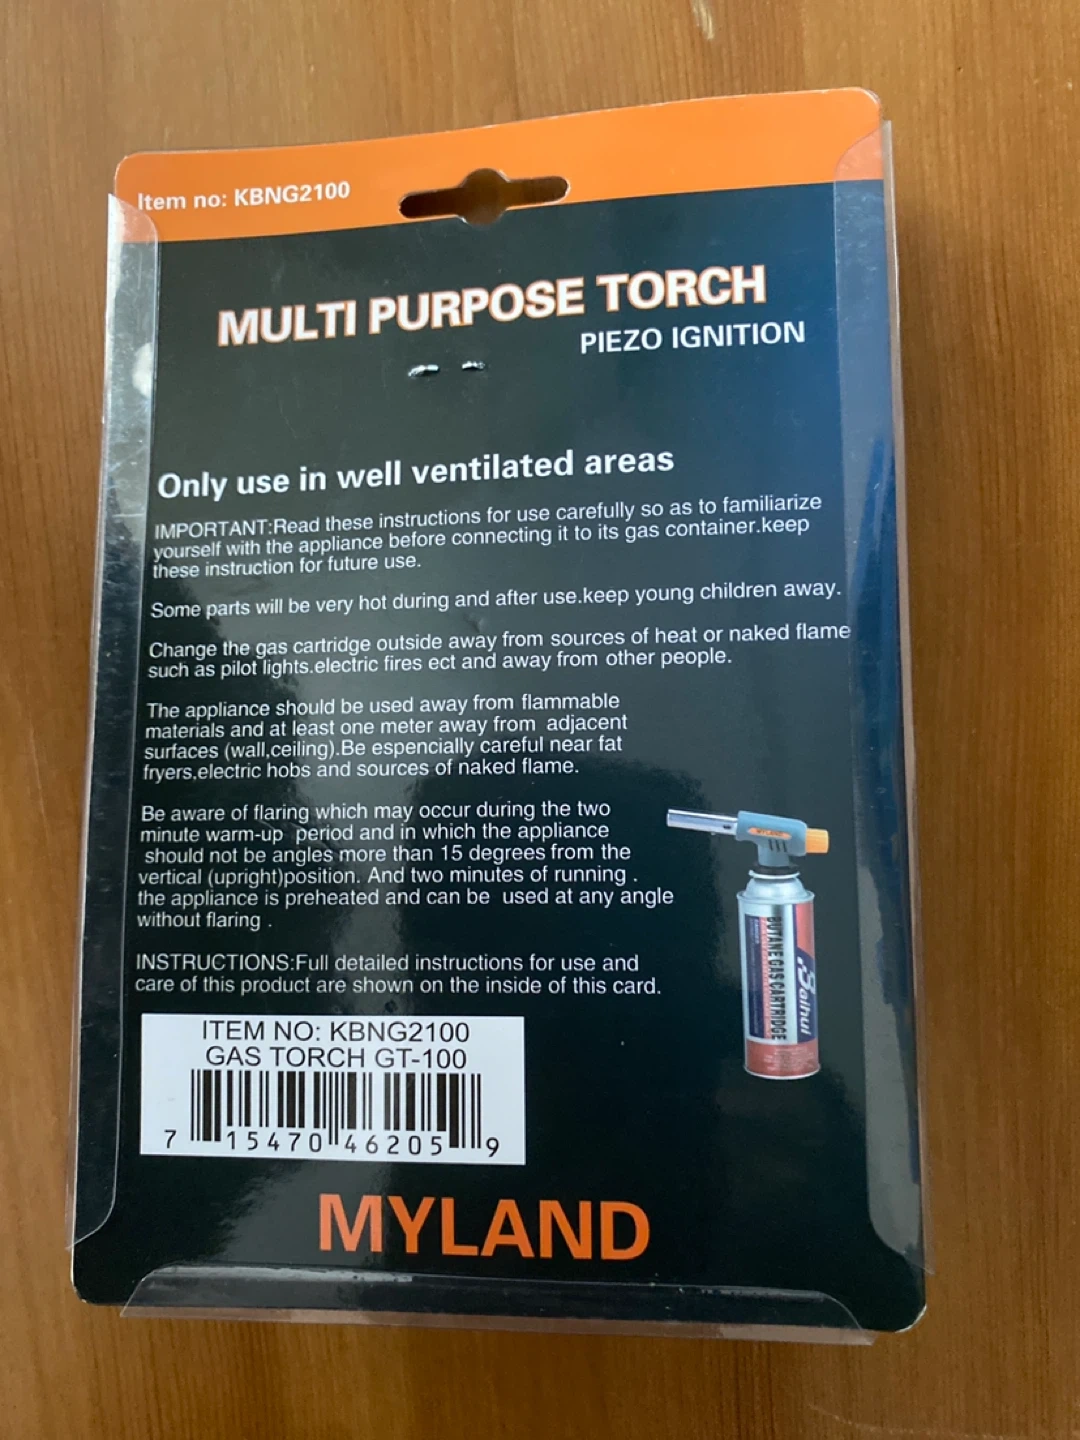 Item no: KBNG2100
MULTI PURPOSE TORCH
PIEZO IGNITION
Only use in well ventilated areas
IMPORTANT:Read these instructions for use carefully so as to familiarize
yourself with the appliance before connecting it to its gas container.keep
these instruction for future use.
Some parts will be very hot during and after use.keep young children away.
Change the gas cartridge outside away from sources of heat or naked flame
such as pilot lights.electric fires ect and away from other people.
The appliance should be used away from flammable
materials and at least one meter away from adjacent
surfaces (wall,ceiling).Be espencially careful near fat
fryers,electric hobs and sources of naked flame.
Be aware of flaring which may occur during the two
minute warm-up period and in which the appliance
should not be angles more than 15 degrees from the
vertical (upright)position. And two minutes of running .
the appliance is preheated and can be used at any angle
without flaring .
MYLAND
BUTANE GAS CARTRIDGE
Baihui
INSTRUCTIONS:Full detailed instructions for use and
care of this product are shown on the inside of this card.
ITEM NO: KBNG2100
GAS TORCH GT-100
7 15470 46205 9
MYLAND